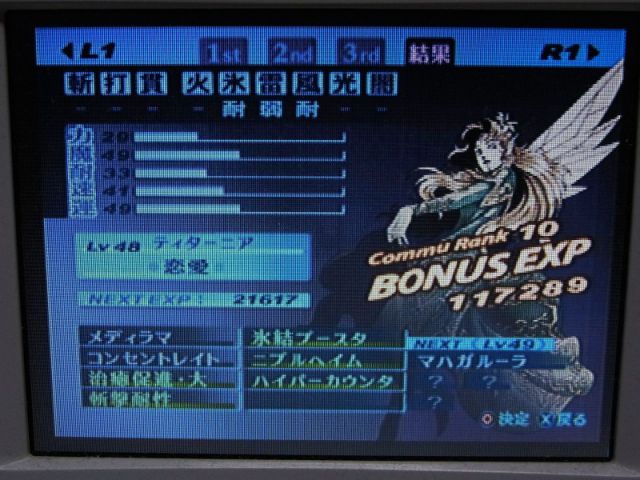 L1 1st 2nd 3rd 結果 R1
斬 打 貫 火 氷 雷 風 光 闇
- - - - 耐 弱 耐 - -
力 29
魔 49
耐 33
速 41
運 49
Lv 48 ティターニア
恋愛
NEXT EXP : 21617
Commu Rank 10
BONUS EXP
117289
メディラマ
コンセントレイト
治癒促進・大
斬撃耐性
氷結ブースタ
ニブルヘイム
ハイパーカウンタ
NEXT (Lv49)
マハガルーラ
? ?
?
決定 X 戻る